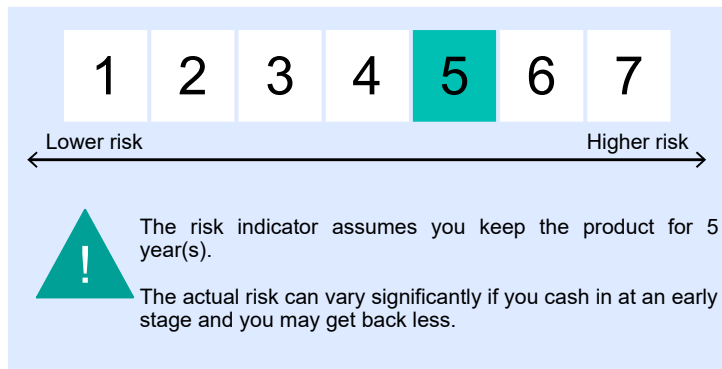 1 2 3 4 5 6 7
Lower risk Higher risk
!
The risk indicator assumes you keep the product for 5
year(s).
The actual risk can vary significantly if you cash in at an early
stage and you may get back less.